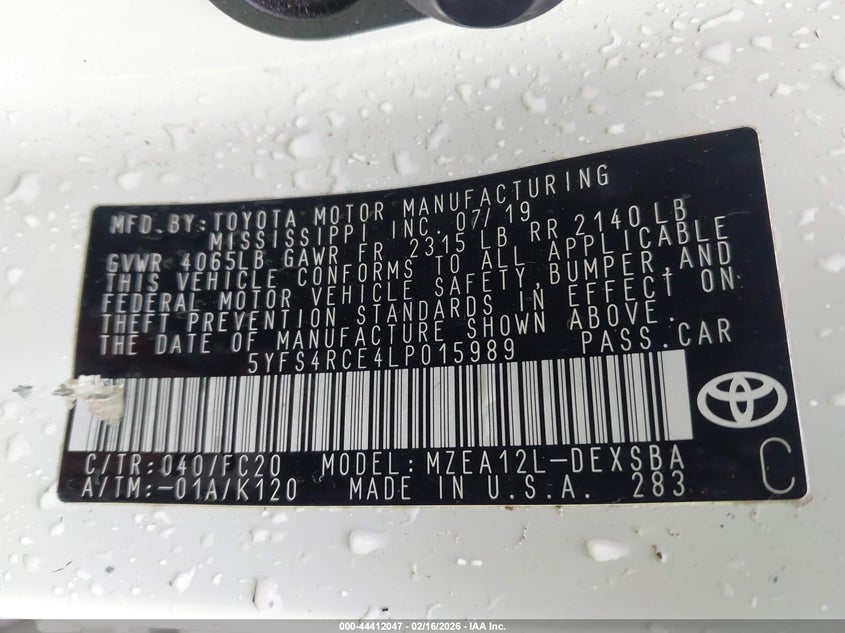 MFD.BY: TOYOTA MOTOR MANUFACTURING
MISSISSIPPI INC. 07/19
GVWR 4065LB GAWR FR 2315 LB RR 2140 LB
THIS VEHICLE CONFORMS TO ALL APPLICABLE
FEDERAL MOTOR VEHICLE SAFETY, BUMPER, AND
THEFT PREVENTION STANDARDS IN EFFECT ON
THE DATE OF MANUFACTURE SHOWN ABOVE.
5YFS4RCE4LP015989 PASS.CAR
C/TR: 040/FC20 MODEL: MZEA12L-DEXSBA
A/TM: -01A/K120 MADE IN U.S.A. 283
C
000-44412047 - 02/16/2026 - IAA Inc.